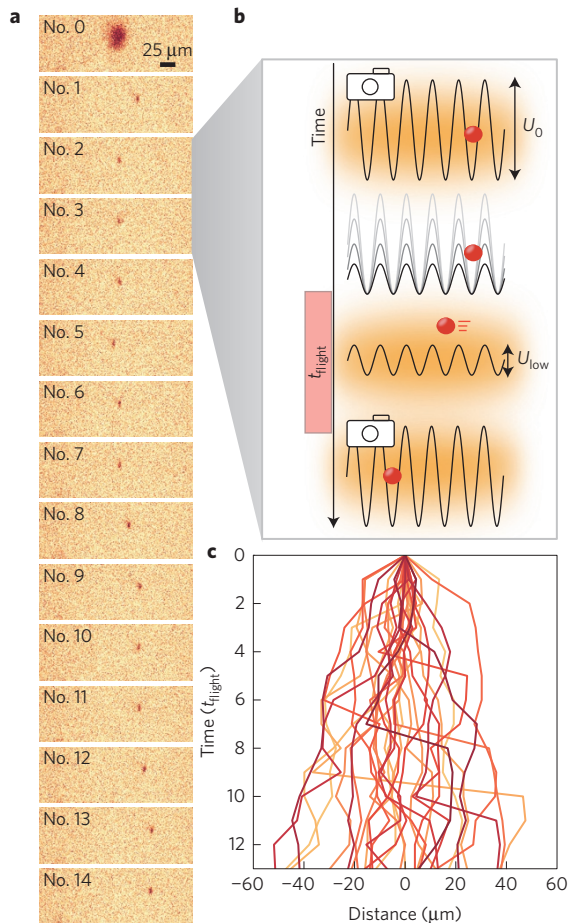 a
No. 0
25 μm
No. 1
No. 2
No. 3
No. 4
No. 5
No. 6
No. 7
No. 8
No. 9
No. 10
No. 11
No. 12
No. 13
No. 14
b
Time
U0
tflight
Ulow
c
0
2
4
6
8
10
12
Time (tflight)
−60 −40 −20 0 20 40 60
Distance (μm)